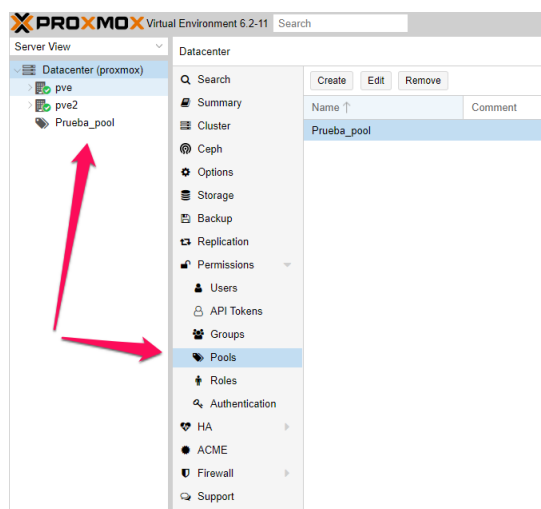 PROXMOX Virtual Environment 6.2-11 Search
Server View
Datacenter (proxmox)
pve
pve2
Prueba_pool
Datacenter
Search
Summary
Cluster
Ceph
Options
Storage
Backup
Replication
Permissions
Users
API Tokens
Groups
Pools
Roles
Authentication
HA
ACME
Firewall
Support
Create Edit Remove
Name ↑ Comment
Prueba_pool